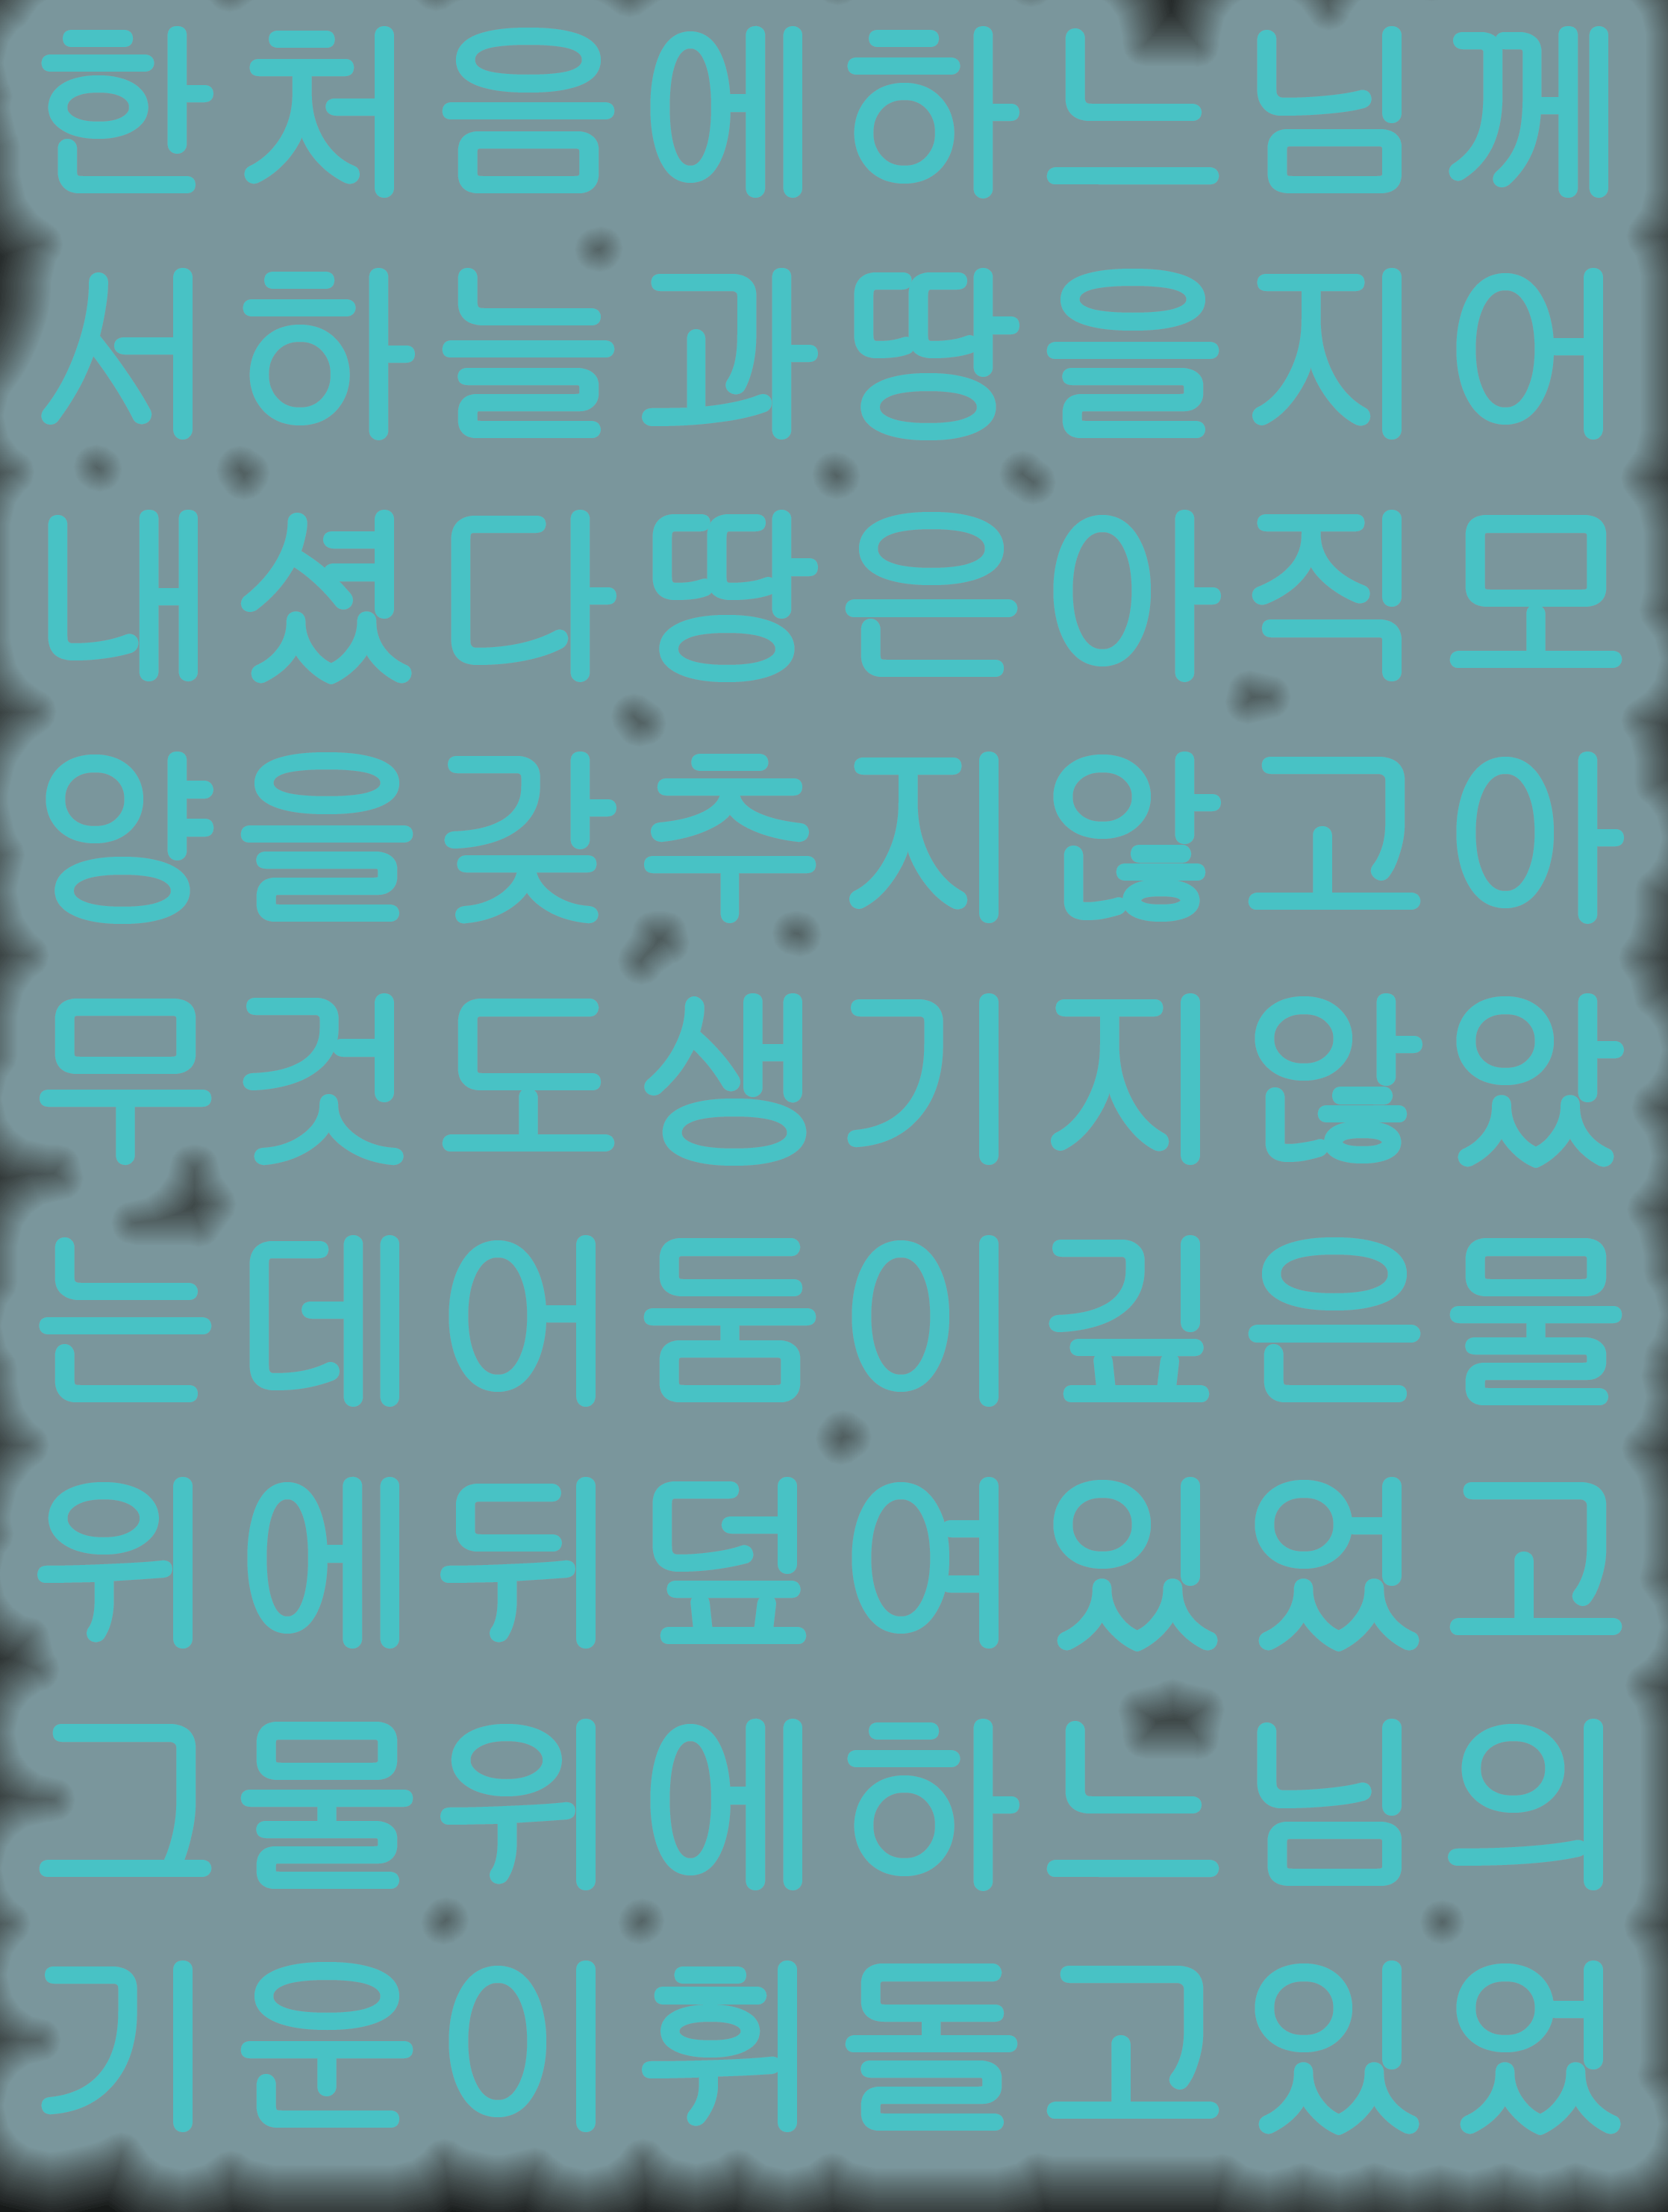 한처음에하느님께
서하늘과땅을지어
내셨다땅은아직모
양을갖추지않고아
무것도생기지않았
는데어둠이깊은물
위에뒤덮여있었고
그물위에하느님의
기운이휘돌고있었